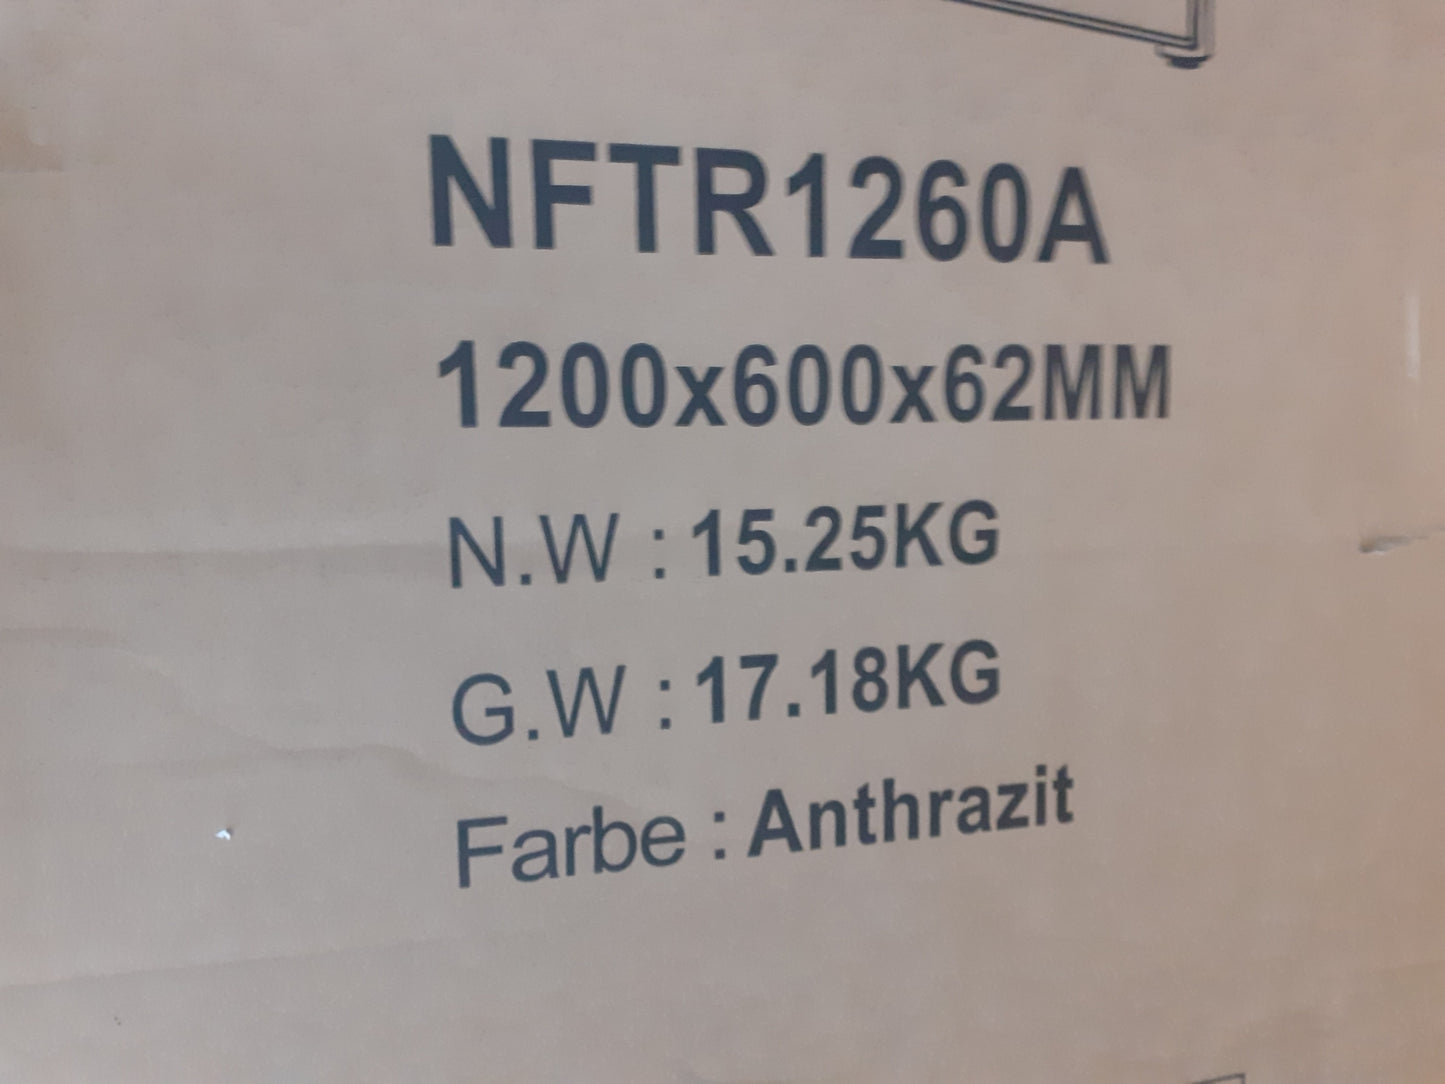 NFTR1260A
1200x600x62MM
N.W : 15.25KG
G.W : 17.18KG
Farbe : Anthrazit